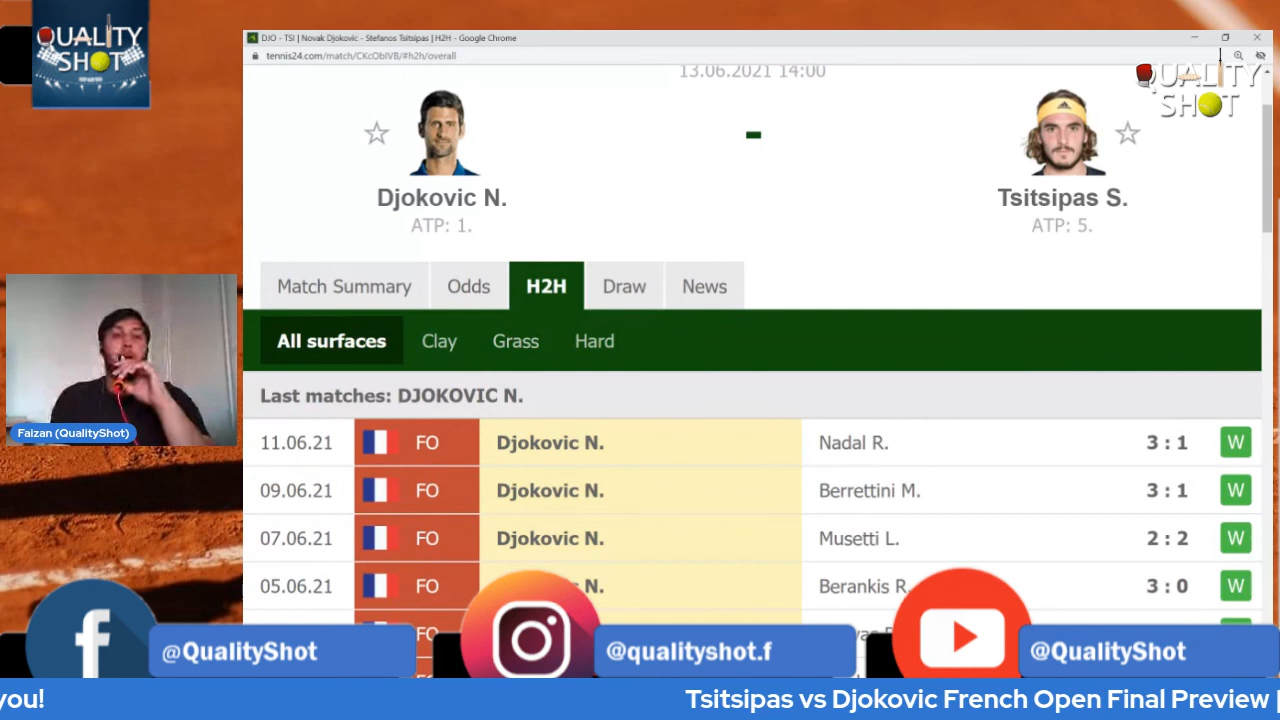 QUALITY
SHOT
DJO - TSI | Novak Djokovic - Stefanos Tsitsipas | H2H - Google Chrome
tennis24.com/match/CKcOblVB/#h2h/overall
13.06.2021 14:00
QUALITY
SHOT
-
Djokovic N.
ATP: 1.
Tsitsipas S.
ATP: 5.
Match Summary Odds H2H Draw News
All surfaces Clay Grass Hard
Last matches: DJOKOVIC N.
11.06.21 FO Djokovic N. Nadal R. 3 : 1 W
09.06.21 FO Djokovic N. Berrettini M. 3 : 1 W
07.06.21 FO Djokovic N. Musetti L. 2 : 2 W
05.06.21 FO N. Berankis R. 3 : 0 W
FO
Faizan (QualityShot)
@QualityShot
@qualityshot.f
@QualityShot
you! Tsitsipas vs Djokovic French Open Final Preview |